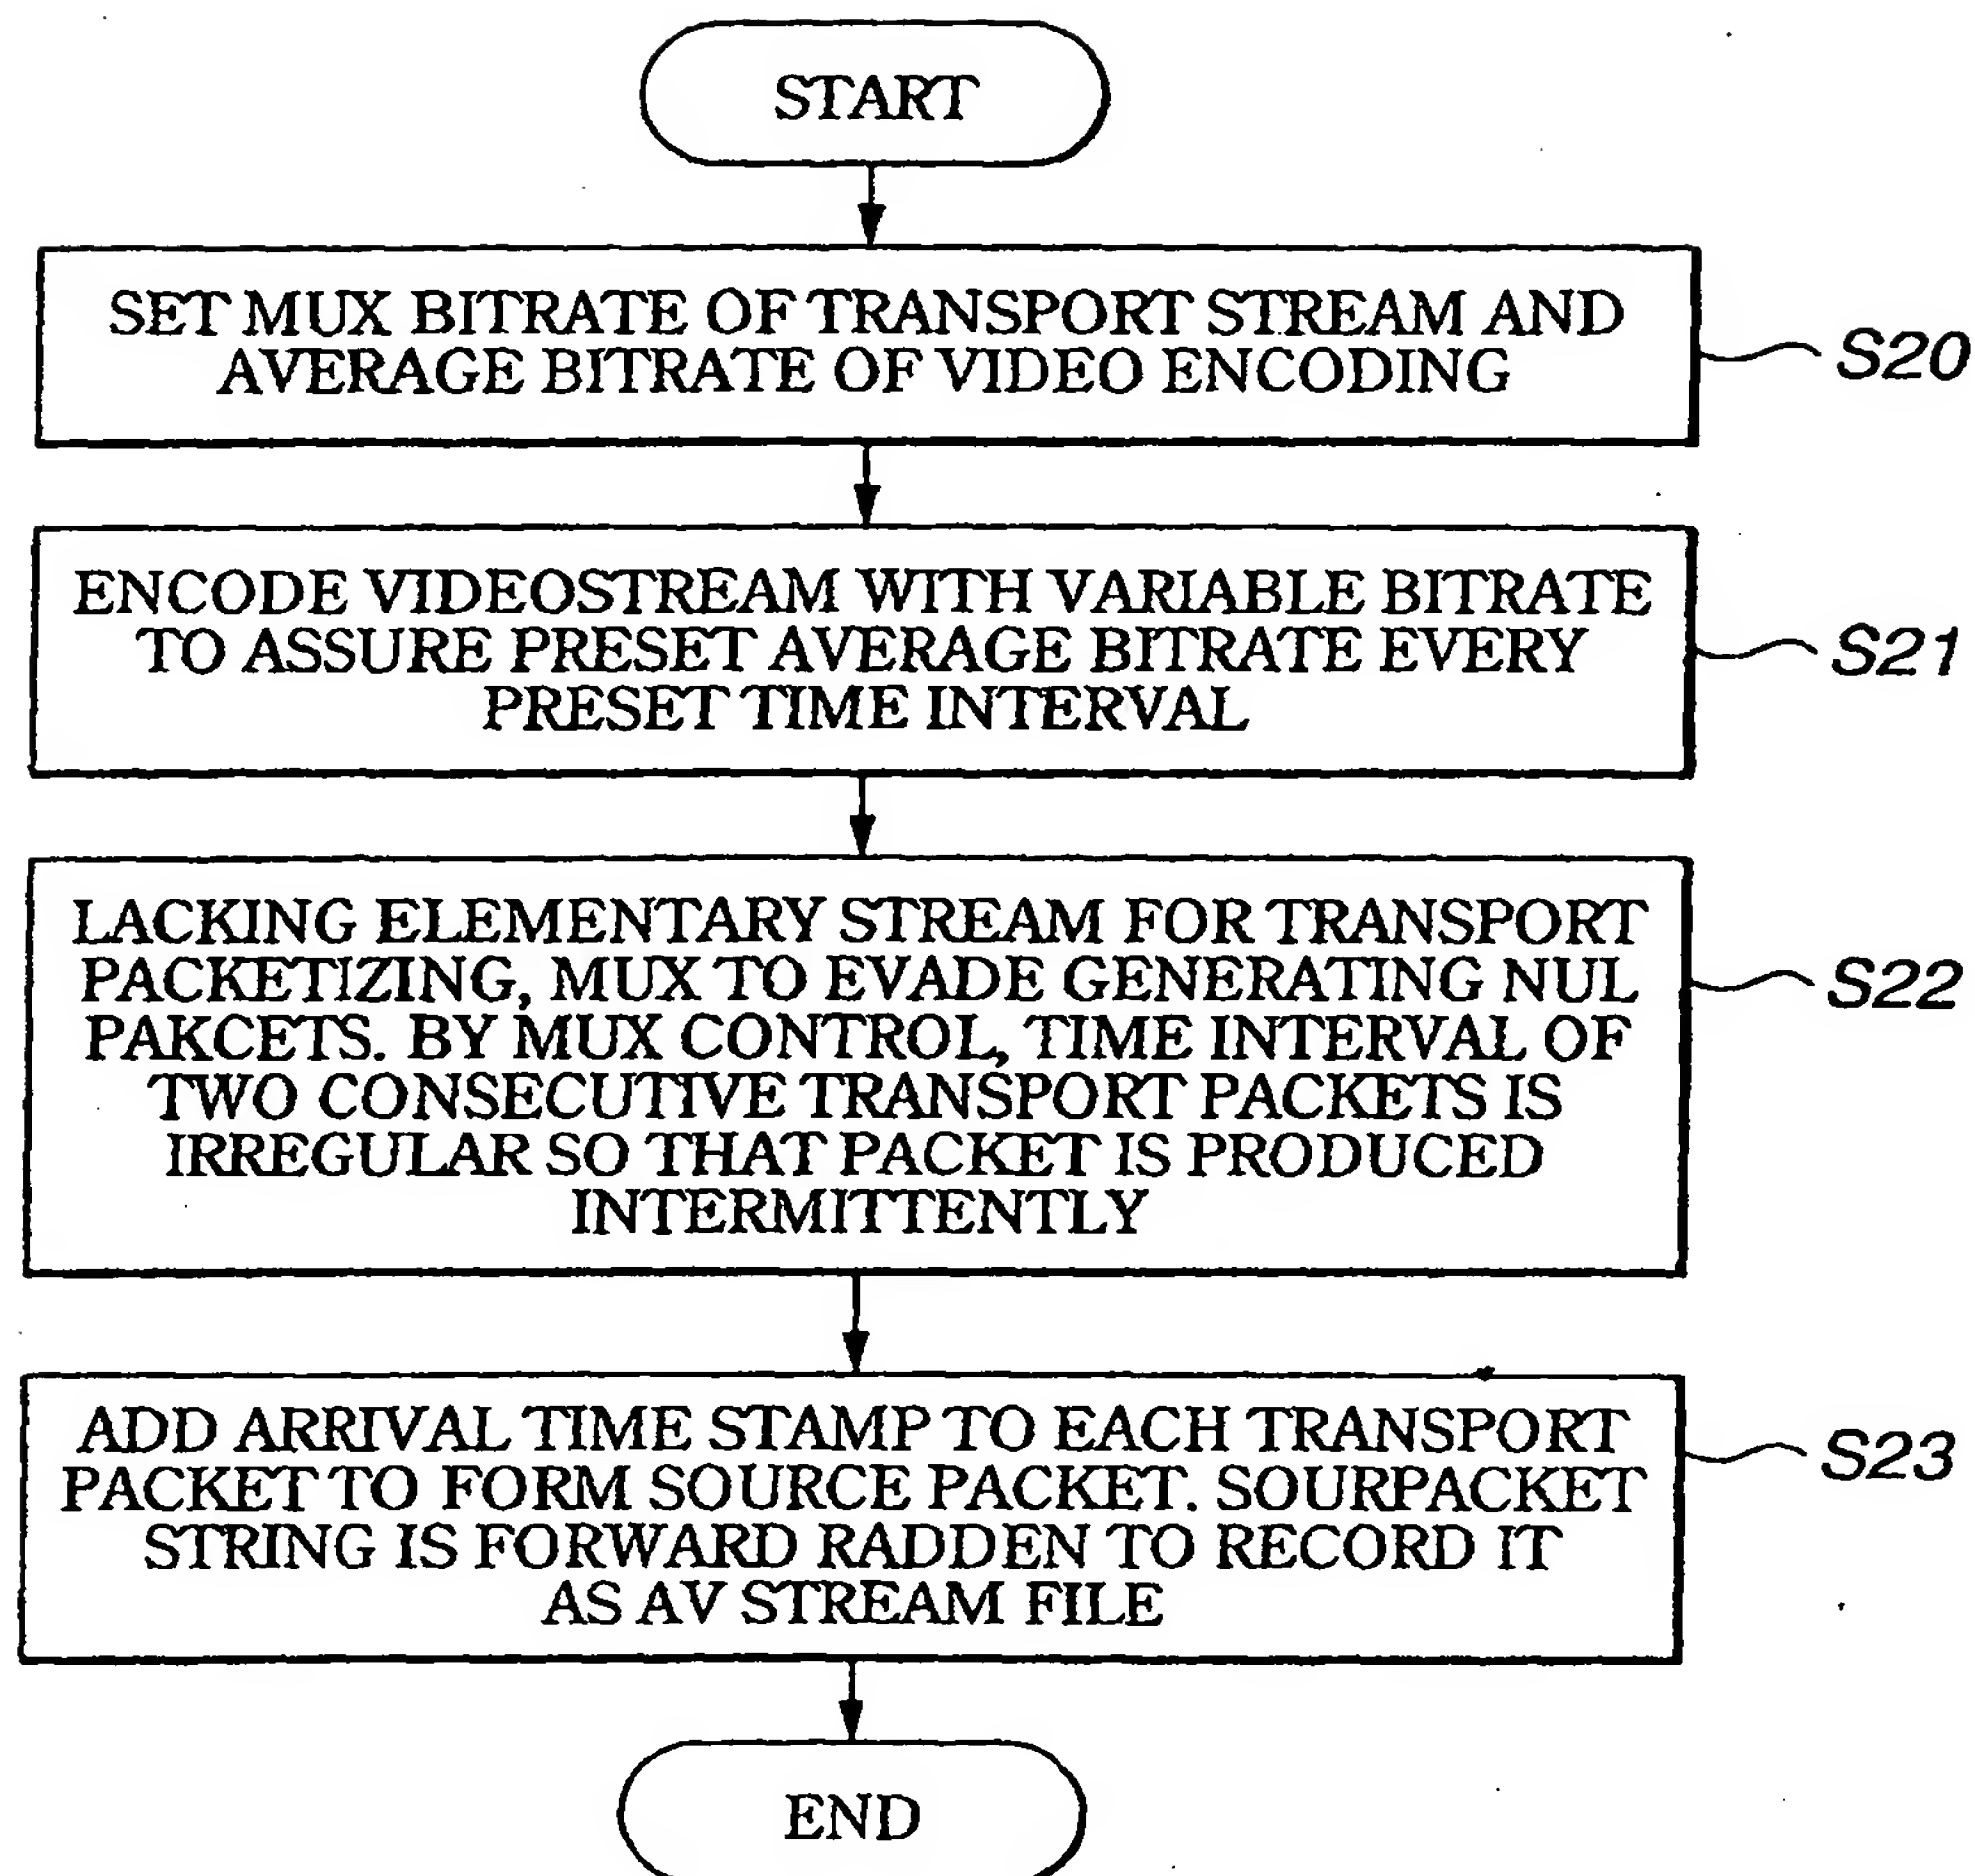 START
SET MUX BITRATE OF TRANSPORT STREAM AND
AVERAGE BITRATE OF VIDEO ENCODING
S20
ENCODE VIDEOSTREAM WITH VARIABLE BITRATE
TO ASSURE PRESET AVERAGE BITRATE EVERY
PRESET TIME INTERVAL
S21
LACKING ELEMENTARY STREAM FOR TRANSPORT
PACKETIZING, MUX TO EVADE GENERATING NUL
PAKCETS. BY MUX CONTROL, TIME INTERVAL OF
TWO CONSECUTIVE TRANSPORT PACKETS IS
IRREGULAR SO THAT PACKET IS PRODUCED
INTERMITTENTLY
S22
ADD ARRIVAL TIME STAMP TO EACH TRANSPORT
PACKET TO FORM SOURCE PACKET. SOURPACKET
STRING IS FORWARD RADDEN TO RECORD IT
AS AV STREAM FILE
S23
END